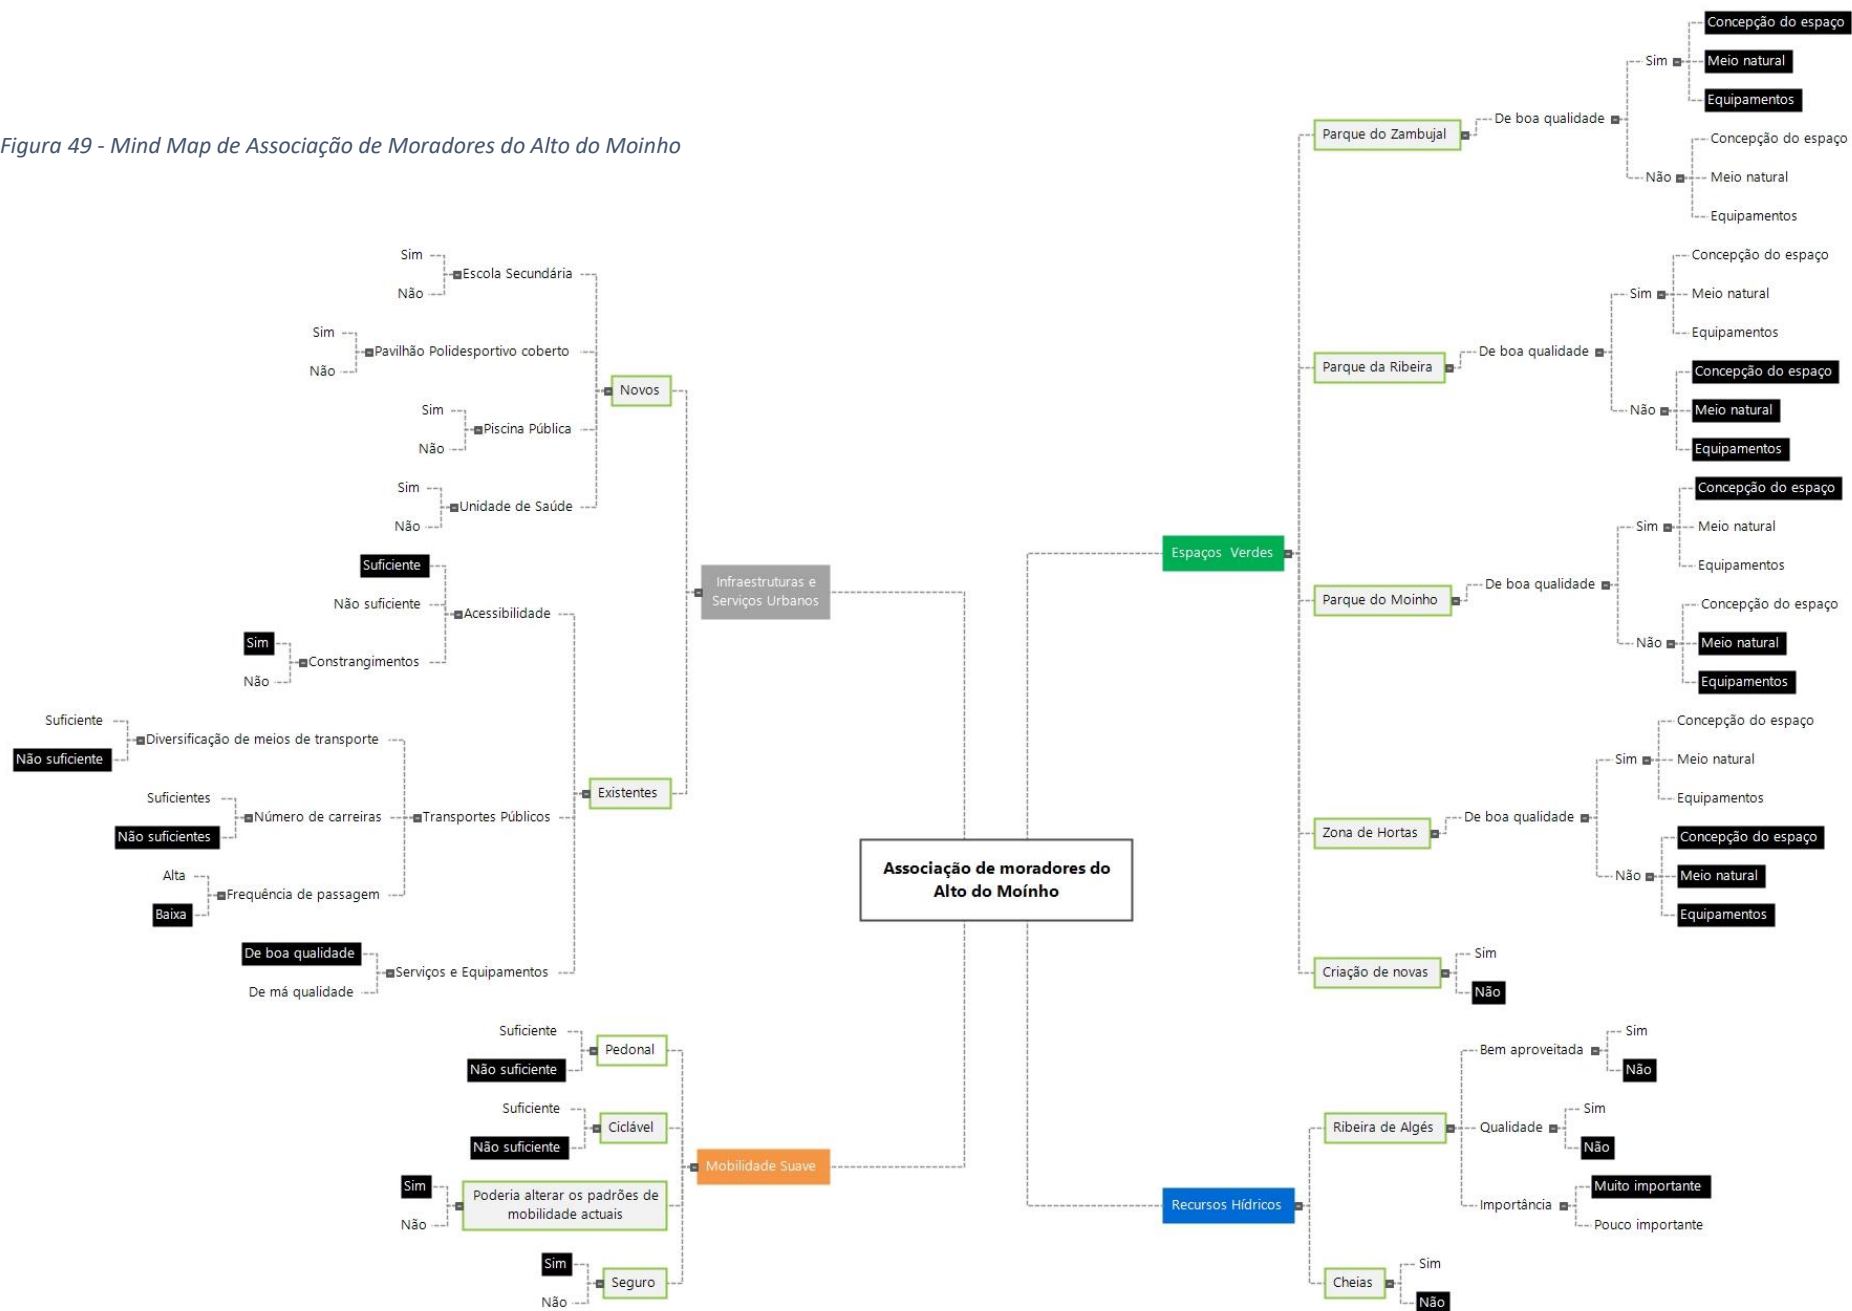 Figura 49 - Mind Map de Associação de Moradores do Alto do Moinho
Associação de moradores do
Alto do Moínho
Infraestruturas e
Serviços Urbanos
Novos
Escola Secundária
Sim
Não
Pavilhão Polidesportivo coberto
Sim
Não
Piscina Pública
Sim
Não
Unidade de Saúde
Sim
Não
Existentes
Acessibilidade
Suficiente
Não suficiente
Constrangimentos
Sim
Não
Transportes Públicos
Diversificação de meios de transporte
Suficiente
Não suficiente
Número de carreiras
Suficientes
Não suficientes
Frequência de passagem
Alta
Baixa
Serviços e Equipamentos
De boa qualidade
De má qualidade
Mobilidade Suave
Pedonal
Suficiente
Não suficiente
Ciclável
Suficiente
Não suficiente
Poderia alterar os padrões de
mobilidade actuais
Sim
Não
Seguro
Sim
Não
Espaços Verdes
Parque do Zambujal
De boa qualidade
Sim
Concepção do espaço
Meio natural
Equipamentos
Não
Concepção do espaço
Meio natural
Equipamentos
Parque da Ribeira
De boa qualidade
Sim
Concepção do espaço
Meio natural
Equipamentos
Não
Concepção do espaço
Meio natural
Equipamentos
Parque do Moinho
De boa qualidade
Sim
Concepção do espaço
Meio natural
Equipamentos
Não
Concepção do espaço
Meio natural
Equipamentos
Zona de Hortas
De boa qualidade
Sim
Concepção do espaço
Meio natural
Equipamentos
Não
Concepção do espaço
Meio natural
Equipamentos
Criação de novas
Sim
Não
Recursos Hídricos
Ribeira de Algés
Bem aproveitada
Sim
Não
Qualidade
Sim
Não
Importância
Muito importante
Pouco importante
Cheias
Sim
Não